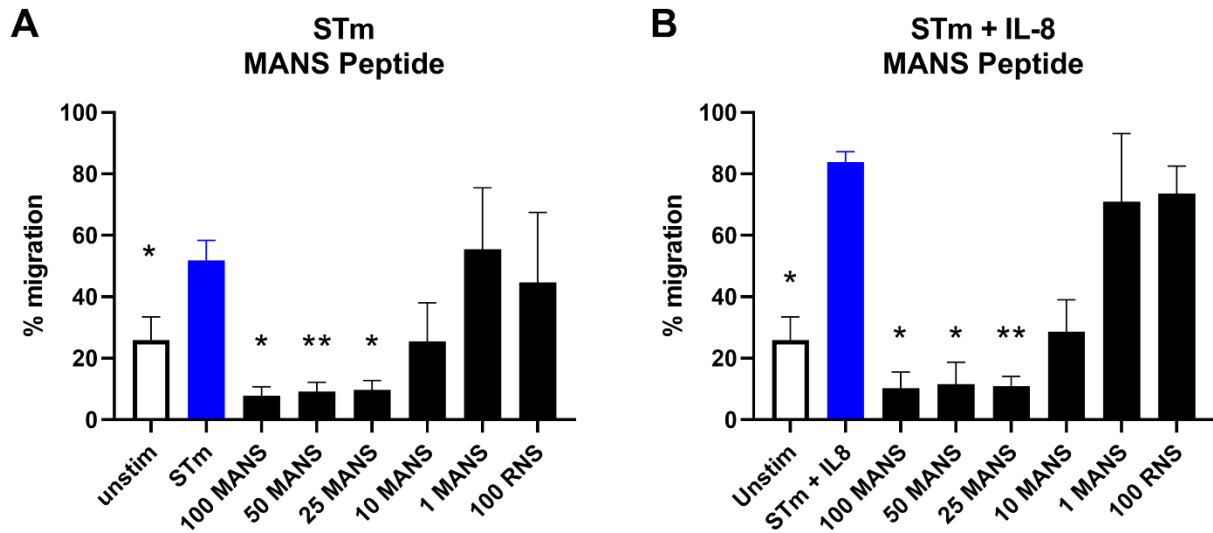 A
STm
MANS Peptide
% migration
100
80
60
40
20
0
*
*
**
*
unstim
STm
100 MANS
50 MANS
25 MANS
10 MANS
1 MANS
100 RNS
B
STm + IL-8
MANS Peptide
% migration
100
80
60
40
20
0
*
*
*
**
Unstim
STm + IL8
100 MANS
50 MANS
25 MANS
10 MANS
1 MANS
100 RNS